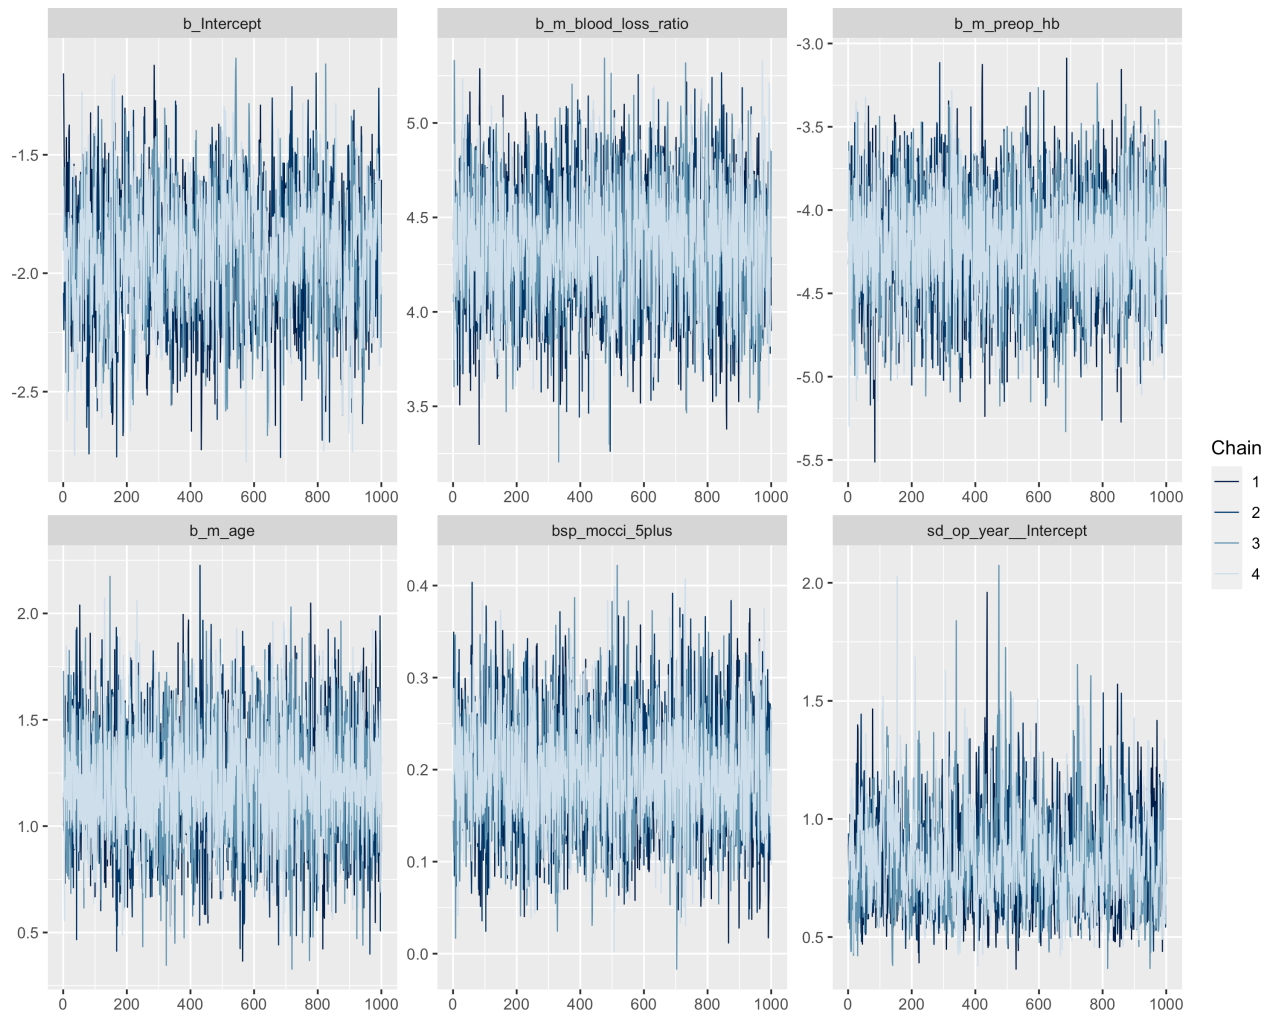 b_Intercept
b_m_blood_loss_ratio
b_m_preop_hb
-1.5
-2.0
-2.5
5.0
4.5
4.0
3.5
-3.0
-3.5
-4.0
-4.5
-5.0
-5.5
0 200 400 600 800 1000
0 200 400 600 800 1000
0 200 400 600 800 1000
b_m_age
bsp_mocci_5plus
sd_op_year__Intercept
2.0
1.5
1.0
0.5
0.4
0.3
0.2
0.1
0.0
2.0
1.5
1.0
0.5
0 200 400 600 800 1000
0 200 400 600 800 1000
0 200 400 600 800 1000
Chain
1
2
3
4